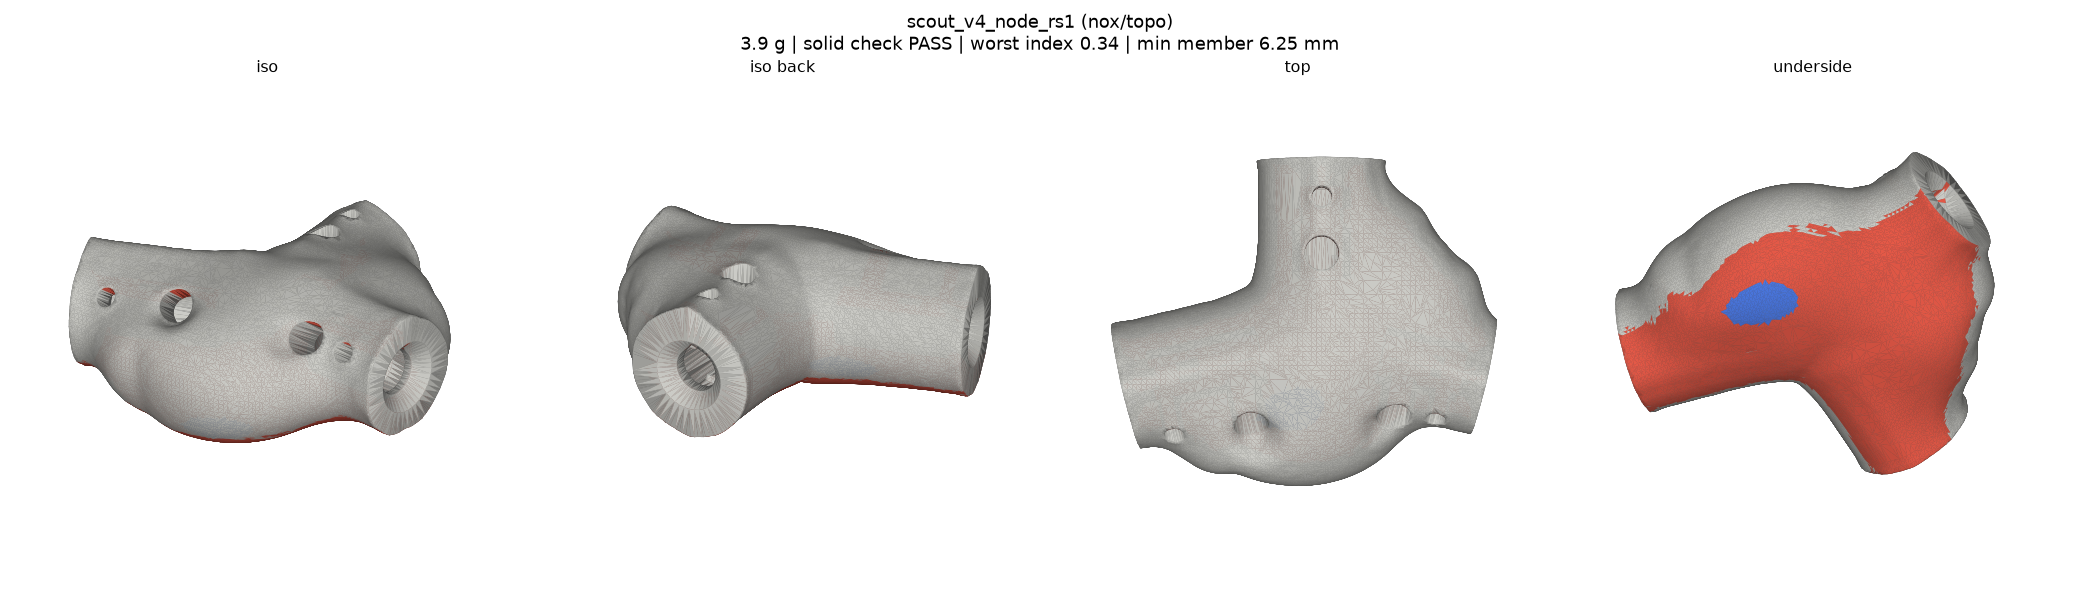 scout_v4_node_rs1 (nox/topo)
3.9 g | solid check PASS | worst index 0.34 | min member 6.25 mm
iso
iso back
top
underside